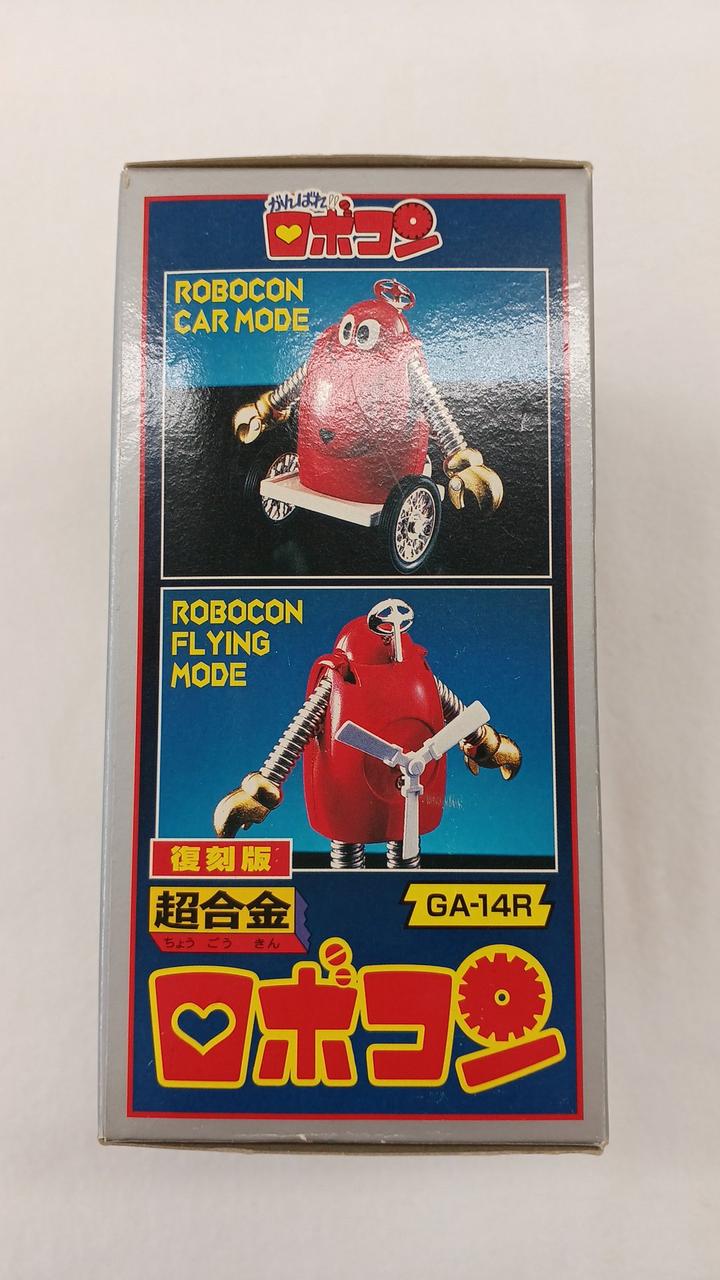 がんばれ!!
ロボコン
ROBOCON
CAR MODE
ROBOCON
FLYING
MODE
復刻版
超合金
ちょう ごう きん
GA-14R
ロボコン